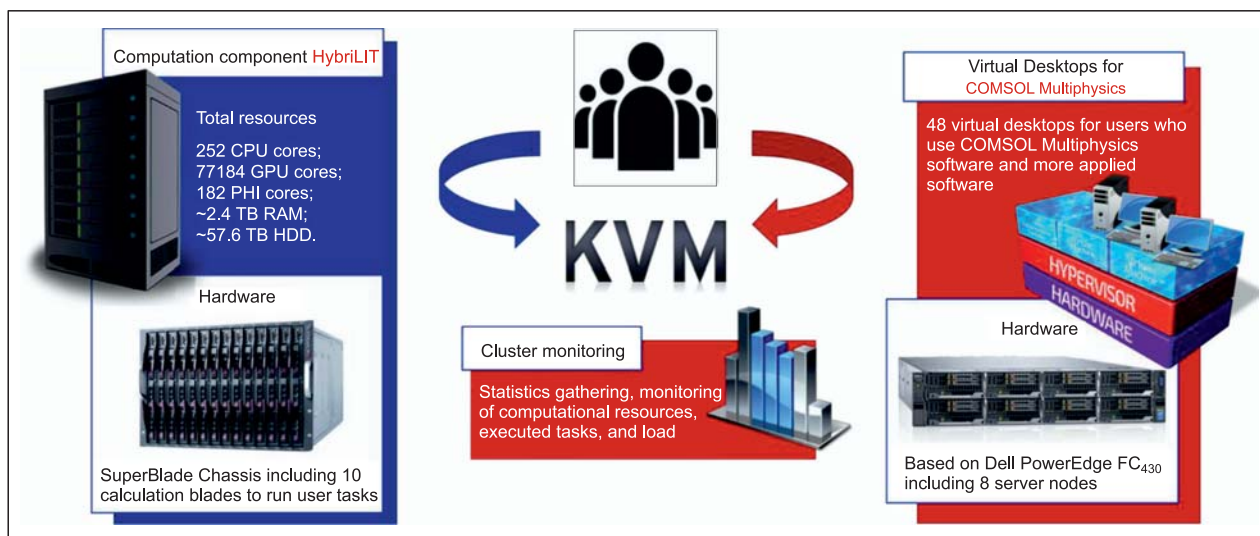 Computation component HybriLIT
Total resources
252 CPU cores;
77184 GPU cores;
182 PHI cores;
~2.4 TB RAM;
~57.6 TB HDD.
Hardware
SuperBlade Chassis including 10
calculation blades to run user tasks
KVM
Cluster monitoring
Statistics gathering, monitoring
of computational resources,
executed tasks, and load
Virtual Desktops for
COMSOL Multiphysics
48 virtual desktops for users who
use COMSOL Multiphysics
software and more applied
software
HYPERVISOR
HARDWARE
Hardware
Based on Dell PowerEdge FC430
including 8 server nodes